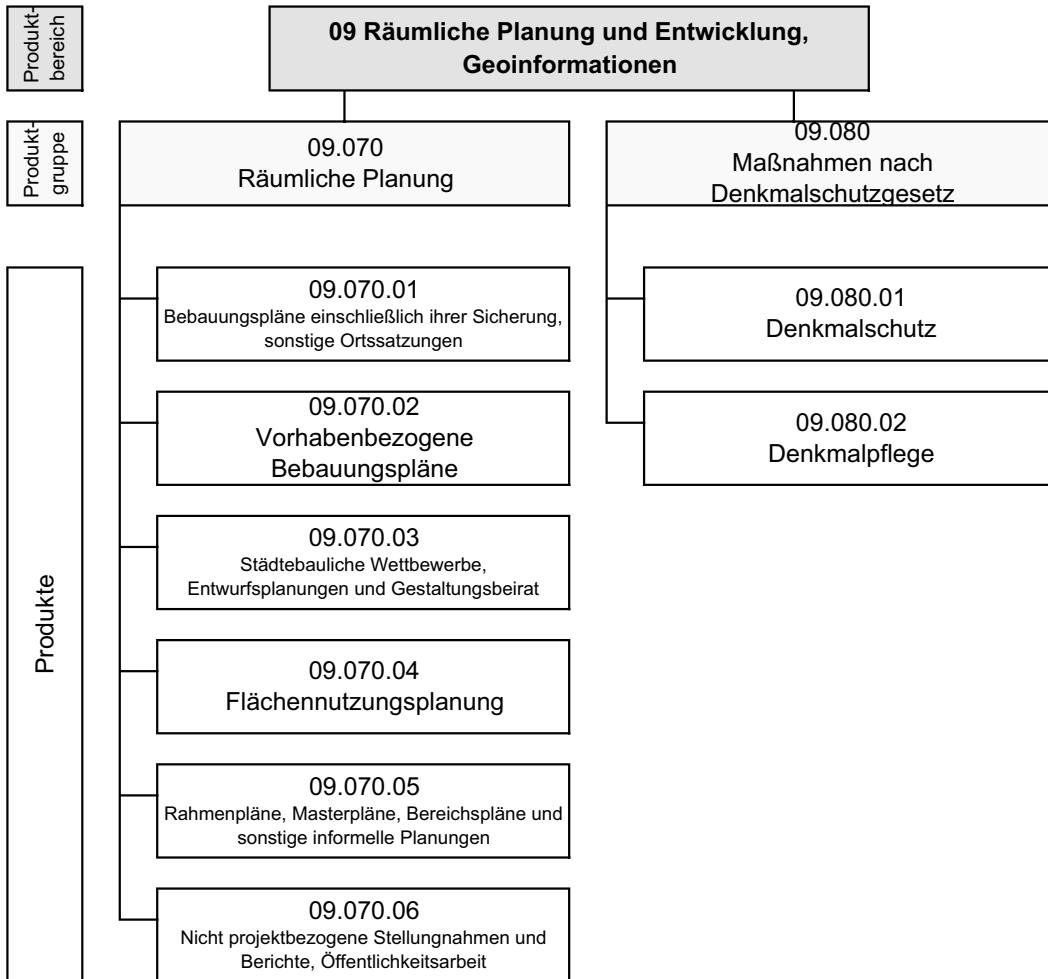 Produkt-
bereich
09 Räumliche Planung und Entwicklung,
Geoinformationen
Produkt-
gruppe
09.070
Räumliche Planung
09.080
Maßnahmen nach
Denkmalschutzgesetz
Produkte
09.070.01
Bebauungspläne einschließlich ihrer Sicherung,
sonstige Ortssatzungen
09.070.02
Vorhabenbezogene
Bebauungspläne
09.070.03
Städtebauliche Wettbewerbe,
Entwurfsplanungen und Gestaltungsbeirat
09.070.04
Flächennutzungsplanung
09.070.05
Rahmenpläne, Masterpläne, Bereichspläne und
sonstige informelle Planungen
09.070.06
Nicht projektbezogene Stellungnahmen und
Berichte, Öffentlichkeitsarbeit
09.080.01
Denkmalschutz
09.080.02
Denkmalpflege